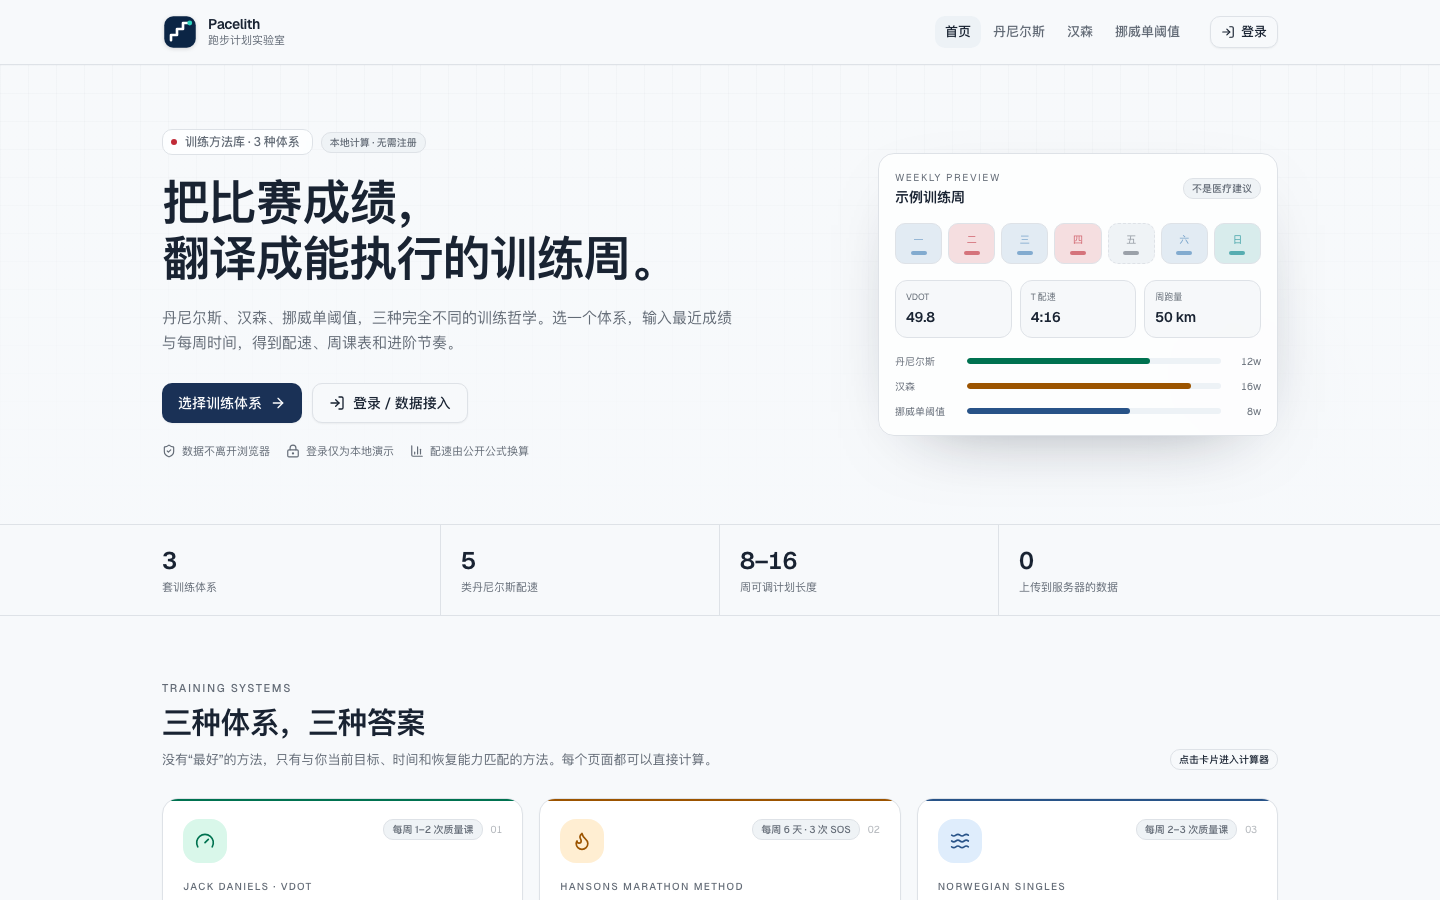 Pacelith
跑步计划实验室
首页
丹尼尔斯
汉森
挪威单阈值
登录
训练方法库 · 3 种体系
本地计算 · 无需注册
把比赛成绩，
翻译成能执行的训练周。
丹尼尔斯、汉森、挪威单阈值，三种完全不同的训练哲学。选一个体系，输入最近成绩
与每周时间，得到配速、周课表和进阶节奏。
选择训练体系
登录 / 数据接入
数据不离开浏览器
登录仅为本地演示
配速由公开公式换算
WEEKLY PREVIEW
示例训练周
不是医疗建议
一
二
三
四
五
六
日
VDOT
49.8
T 配速
4:16
周跑量
50 km
丹尼尔斯
12w
汉森
16w
挪威单阈值
8w
3
套训练体系
5
类丹尼尔斯配速
8–16
周可调计划长度
0
上传到服务器的数据
TRAINING SYSTEMS
三种体系，三种答案
没有“最好”的方法，只有与你当前目标、时间和恢复能力匹配的方法。每个页面都可以直接计算。
点击卡片进入计算器
每周 1–2 次质量课
01
JACK DANIELS · VDOT
每周 6 天 · 3 次 SOS
02
HANSONS MARATHON METHOD
每周 2–3 次质量课
03
NORWEGIAN SINGLES